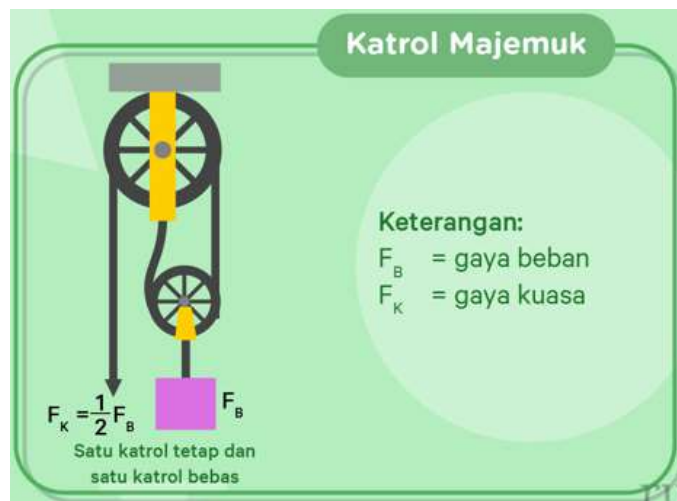 Katrol Majemuk
Keterangan:
F_B = gaya beban
F_K = gaya kuasa
F_K = 1/2 F_B
F_B
Satu katrol tetap dan
satu katrol bebas